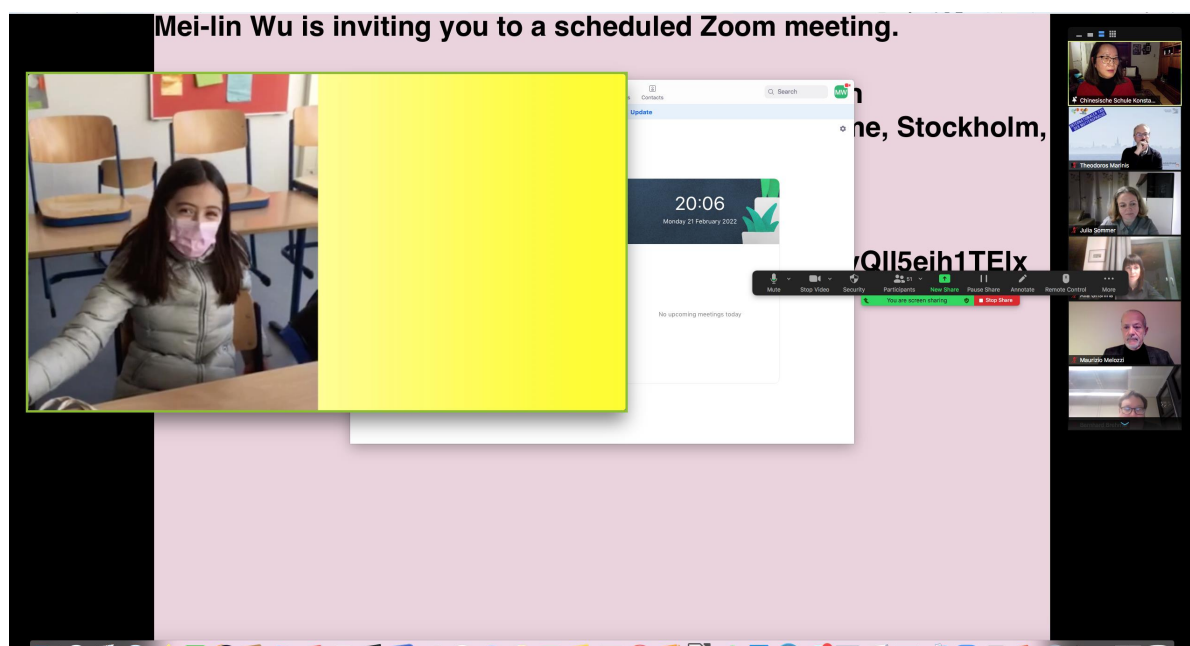 Mei-lin Wu is inviting you to a scheduled Zoom meeting.
Contacts
Search
MW
Update
ne, Stockholm,
20:06
Monday 21 February 2022
QII5eih1TEIx
No upcoming meetings today
Mute
Stop Video
Security
51
Participants
New Share
Pause Share
Annotate
Remote Control
More
You are screen sharing
Stop Share
Chinesische Schule Konsta...
Theodoros Marinis
Julia Sommer
Maurizio Melozzi